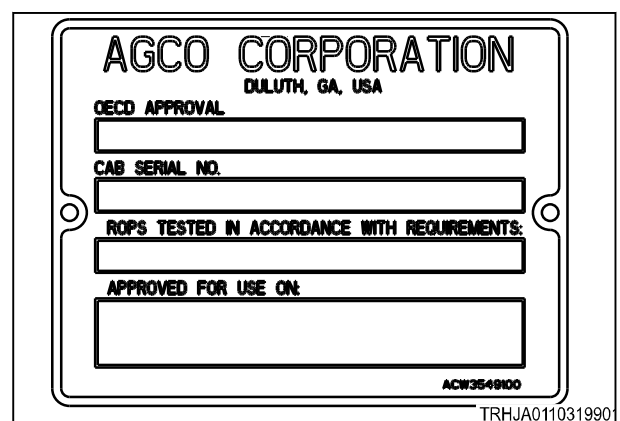 AGCO CORPORATION
DULUTH, GA, USA
OECD APPROVAL
CAB SERIAL NO.
ROPS TESTED IN ACCORDANCE WITH REQUIREMENTS:
APPROVED FOR USE ON:
ACW3549100
TRHJA0110319901